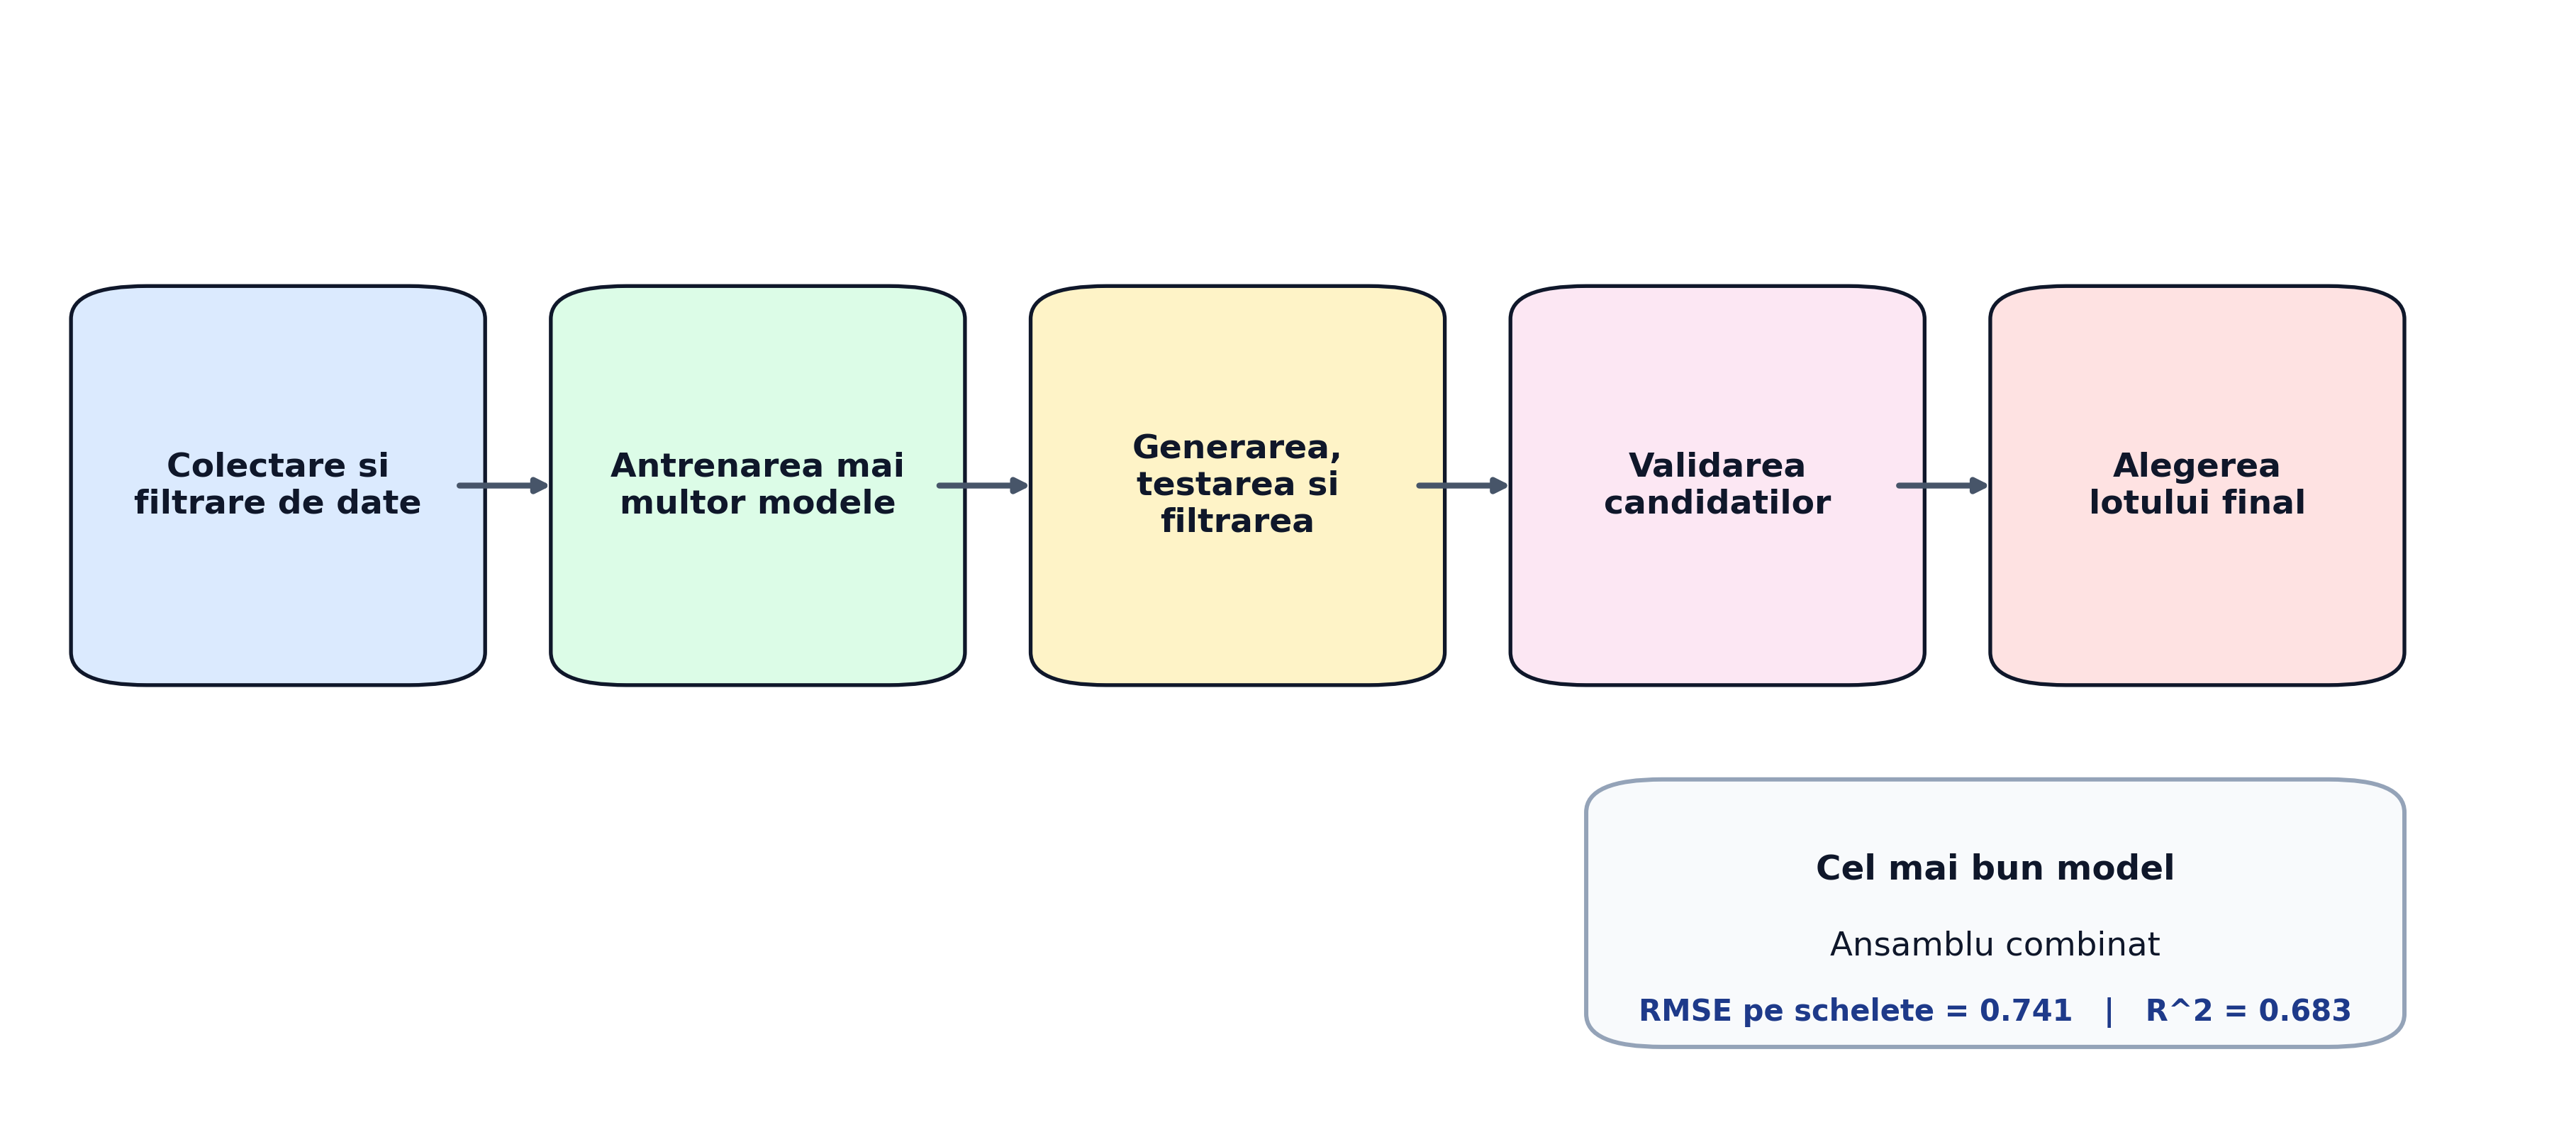 Colectare si
filtrare de date
Antrenarea mai
multor modele
Generarea,
testarea si
filtrarea
Validarea
candidatilor
Alegerea
lotului final
Cel mai bun model
Ansamblu combinat
RMSE pe schelete = 0.741 | R^2 = 0.683